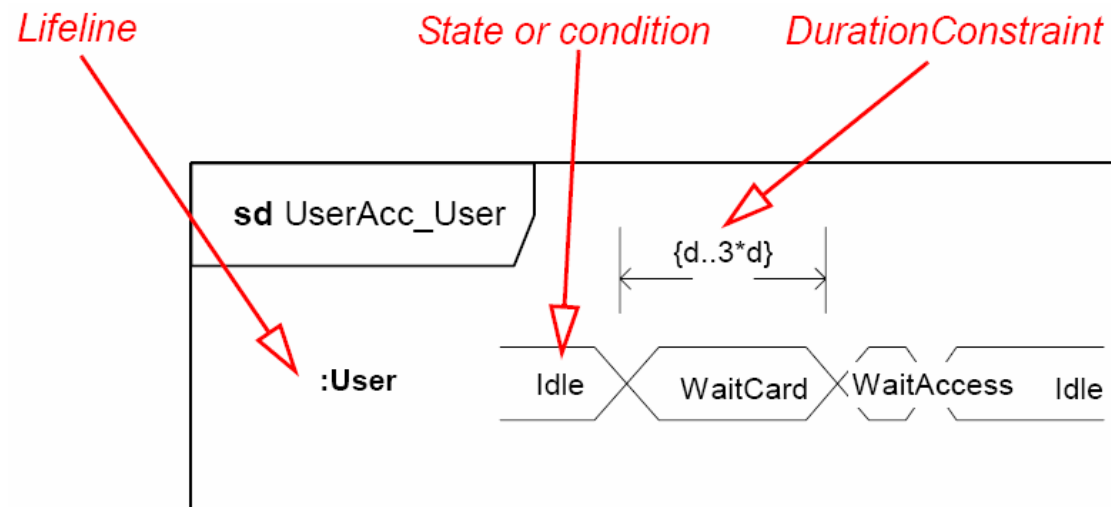 Lifeline State or condition DurationConstraint
sd UserAcc_User
{d..3*d}
:User Idle WaitCard WaitAccess Idle